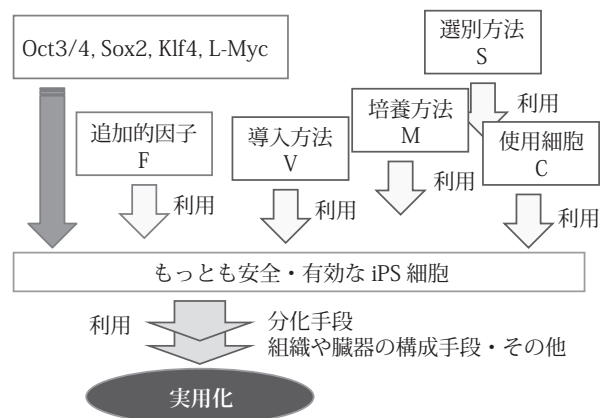 Oct3/4, Sox2, Klf4, L-Myc
選別方法
S
利用
追加的因子
F
導入方法
V
培養方法
M
使用細胞
C
利用
利用
利用
利用
もっとも安全・有効な iPS 細胞
利用
分化手段
組織や臓器の構成手段・その他
実用化